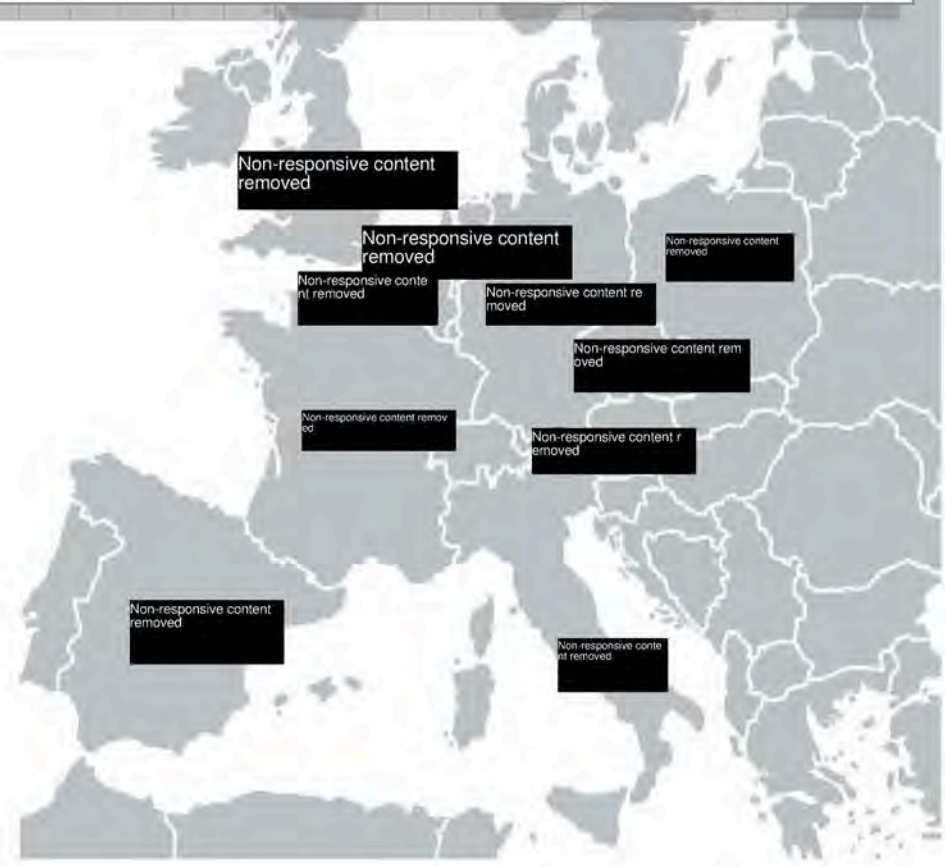 Non-responsive content
removed
Non-responsive content
removed
Non-responsive content
removed
Non-responsive conte
nt removed
Non-responsive content re
moved
Non-responsive content rem
oved
Non-responsive content remov
ed
Non-responsive content r
emoved
Non-responsive content
removed
Non-responsive conte
nt removed